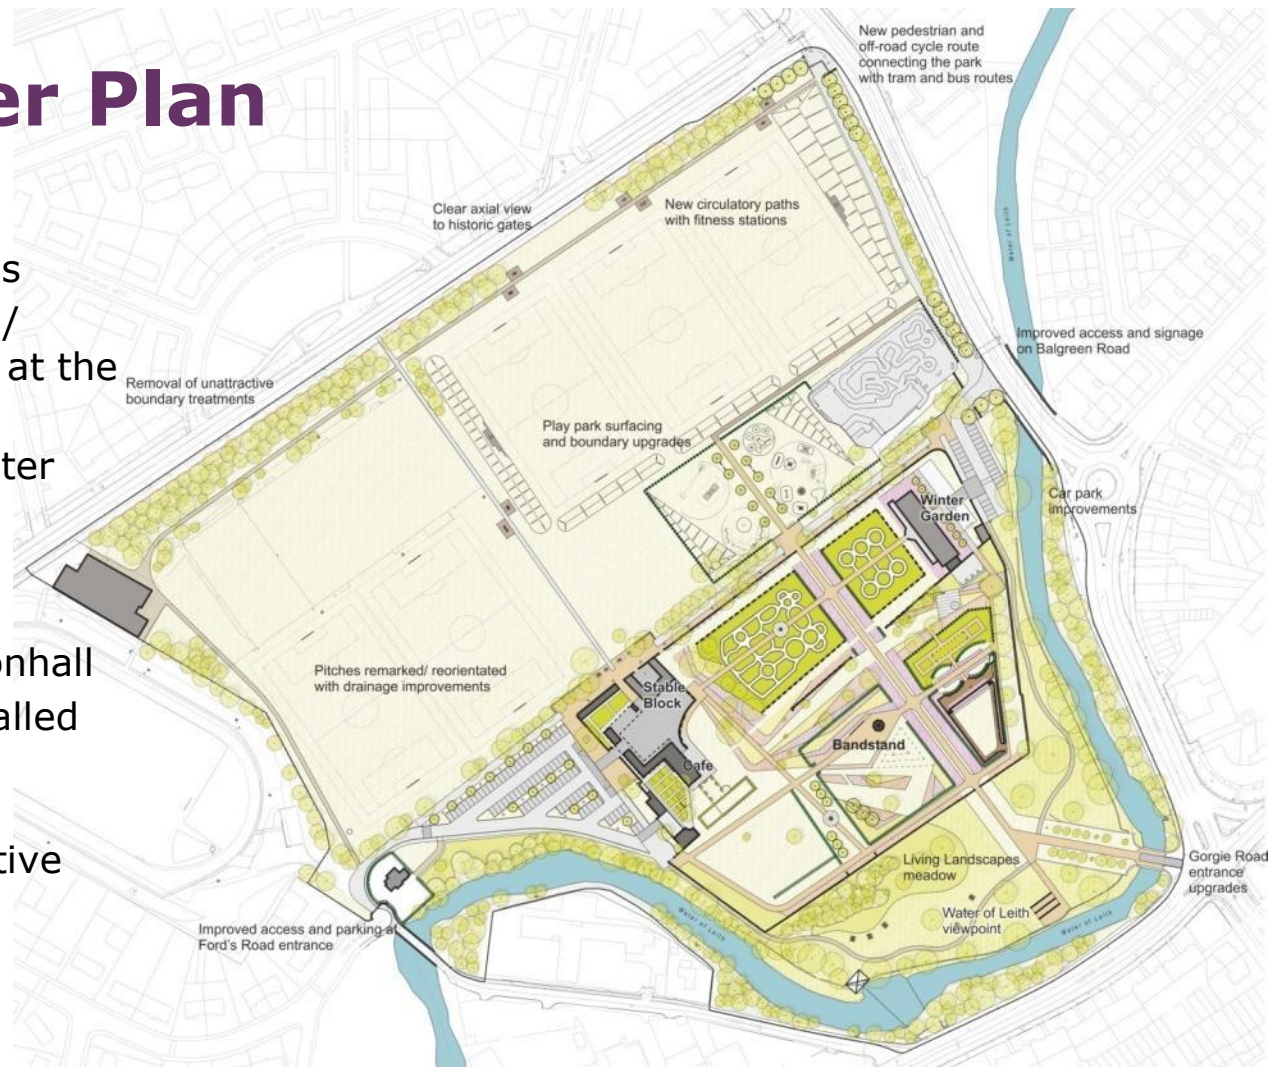 er Plan
s
/
at the
ter
onhall
alled
tive
New pedestrian and
off-road cycle route
connecting the park
with tram and bus routes
Clear axial view
to historic gates
New circulatory paths
with fitness stations
Water of Leith
Improved access and signage
on Balgreen Road
Removal of unattractive
boundary treatments
Play park surfacing
and boundary upgrades
Winter
Garden
Car park
improvements
Pitches remarked/ reorientated
with drainage improvements
Stable
Block
Bandstand
Cafe
Living Landscapes
meadow
Gorgie Road
entrance
upgrades
Water of Leith
viewpoint
Water of Leith
Water of Leith
Improved access and parking at
Ford's Road entrance